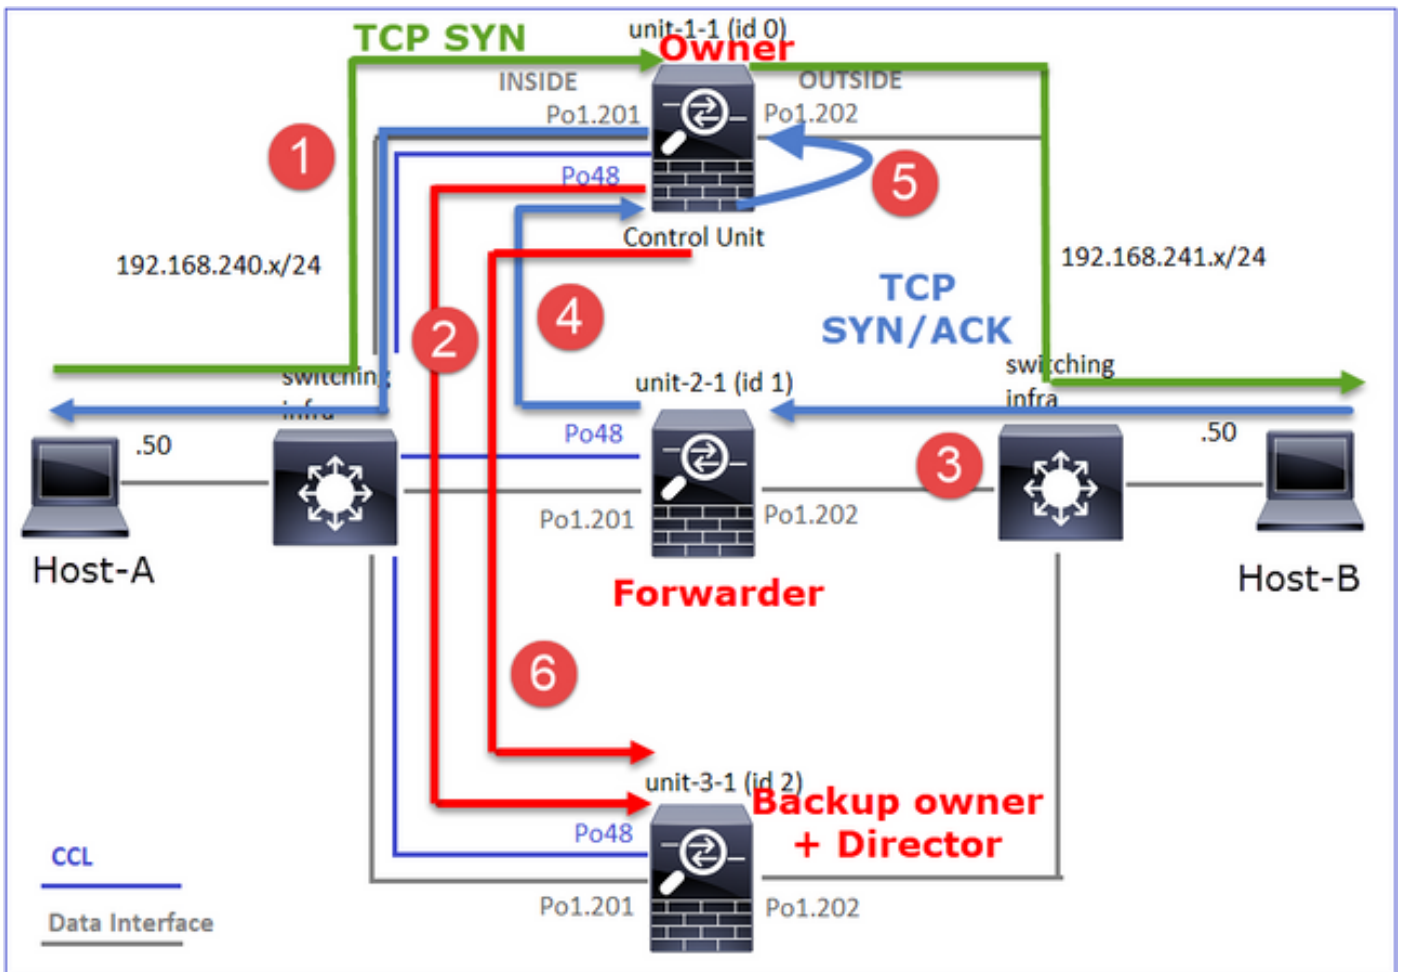 unit-1-1 (id 0)
TCP SYN
Owner
INSIDE
OUTSIDE
Po1.201
Po1.202
1
Po48
5
Control Unit
192.168.240.x/24
192.168.241.x/24
TCP
SYN/ACK
4
2
switching
infra
unit-2-1 (id 1)
switching
infra
.50
Po48
.50
3
Po1.201
Po1.202
Host-A
Host-B
Forwarder
6
unit-3-1 (id 2)
Backup owner
+ Director
Po48
CCL
Po1.201
Po1.202
Data Interface